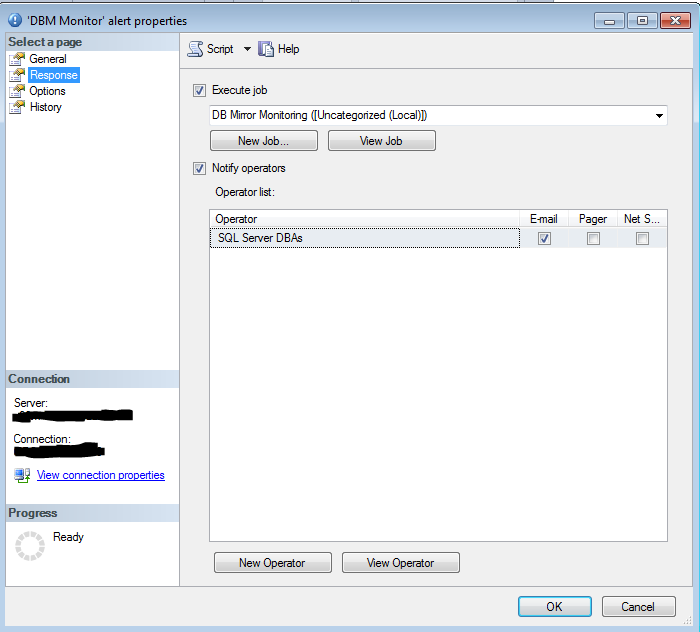 'DBM Monitor' alert properties
Select a page
General
Response
Options
History
Script
Help
Execute job
DB Mirror Monitoring ([Uncategorized (Local)])
New Job...
View Job
Notify operators
Operator list:
Operator E-mail Pager Net S...
SQL Server DBAs
Connection
Server:
Connection:
View connection properties
Progress
Ready
New Operator
View Operator
OK
Cancel